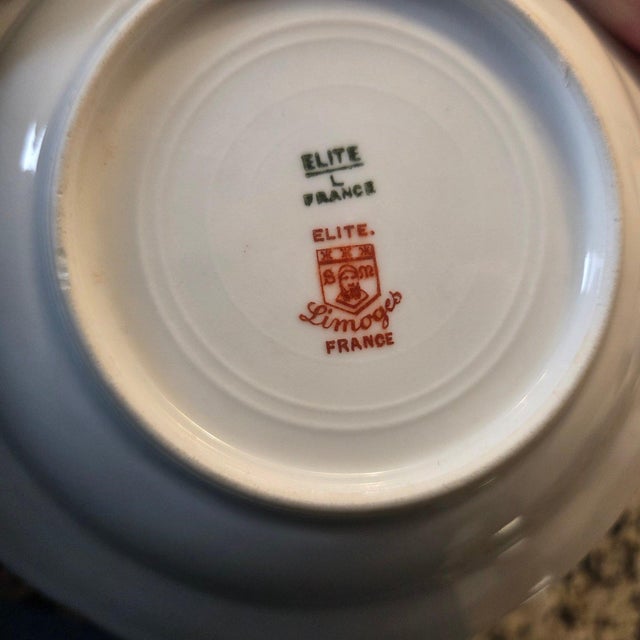 ELITE
L
FRANCE
ELITE.
S M
Limoges
FRANCE